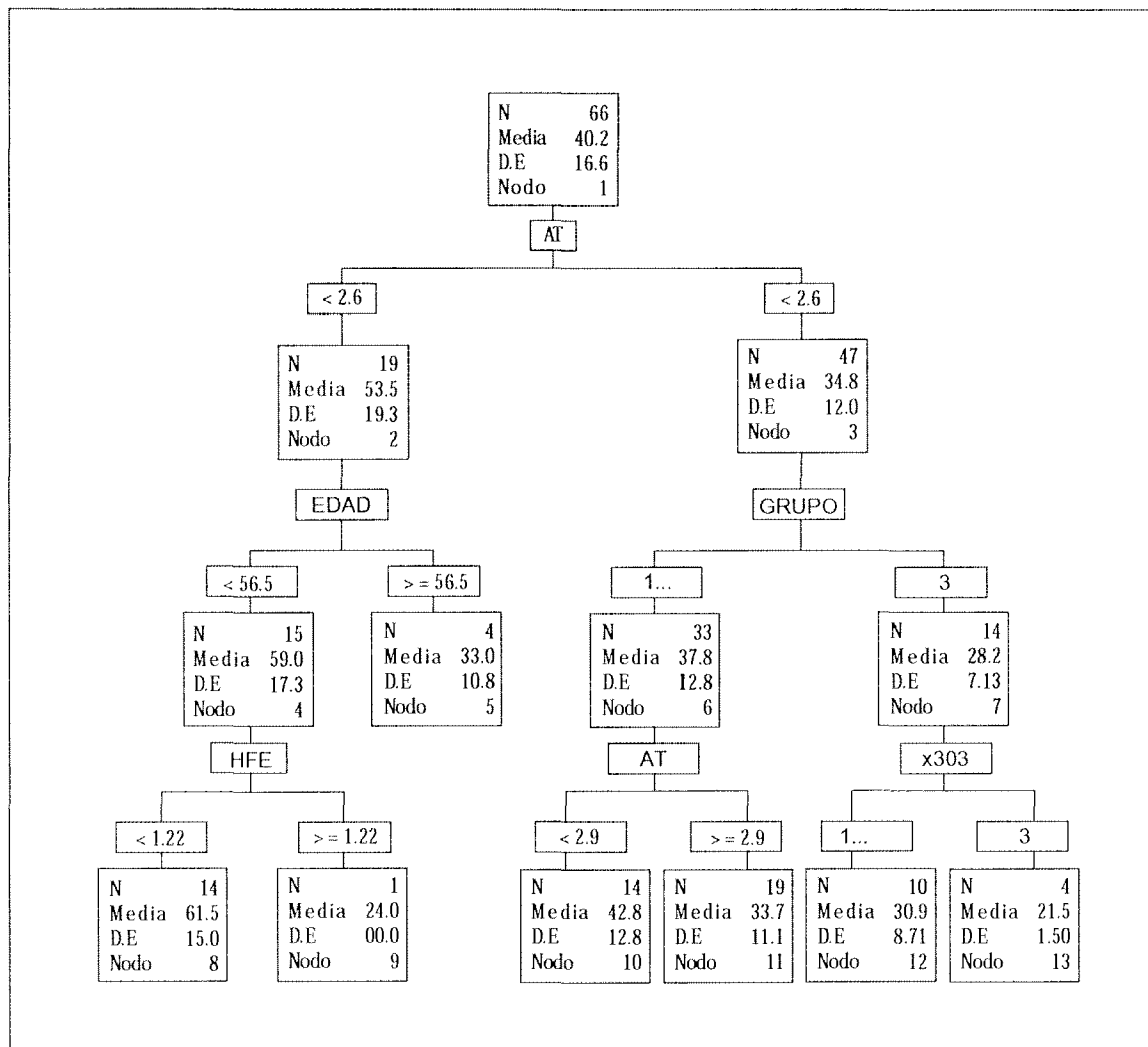 N 66
Media 40.2
D.E 16.6
Nodo 1
AT
< 2.6
< 2.6
N 19
Media 53.5
D.E 19.3
Nodo 2
N 47
Media 34.8
D.E 12.0
Nodo 3
EDAD
GRUPO
< 56.5
> = 56.5
1...
3
N 15
Media 59.0
D.E 17.3
Nodo 4
N 4
Media 33.0
D.E 10.8
Nodo 5
N 33
Media 37.8
D.E 12.8
Nodo 6
N 14
Media 28.2
D.E 7.13
Nodo 7
HFE
AT
x303
< 1.22
> = 1.22
< 2.9
> = 2.9
1...
3
N 14
Media 61.5
D.E 15.0
Nodo 8
N 1
Media 24.0
D.E 00.0
Nodo 9
N 14
Media 42.8
D.E 12.8
Nodo 10
N 19
Media 33.7
D.E 11.1
Nodo 11
N 10
Media 30.9
D.E 8.71
Nodo 12
N 4
Media 21.5
D.E 1.50
Nodo 13